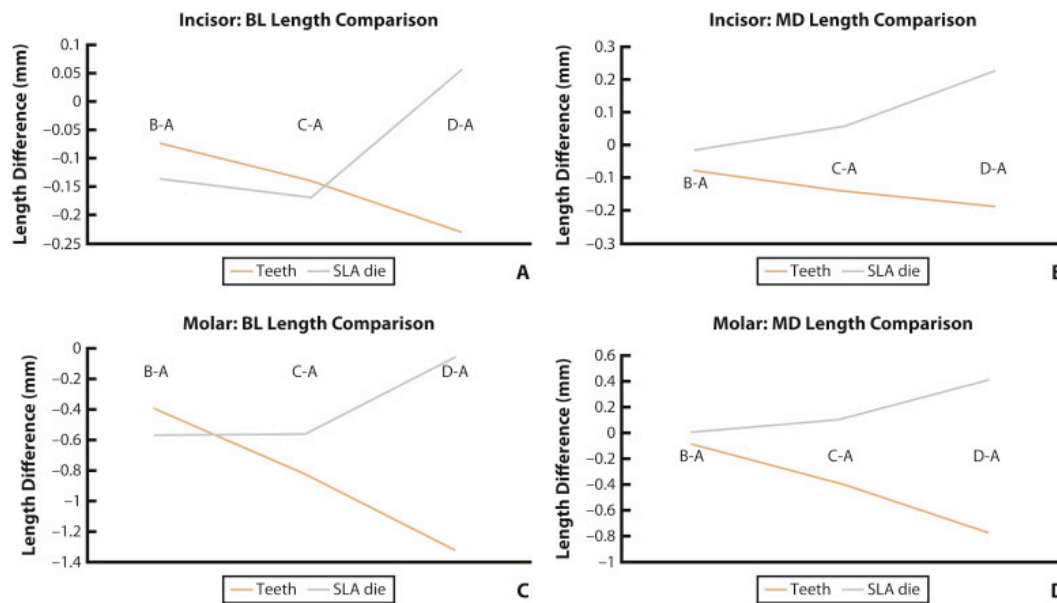 Incisor: BL Length Comparison
Length Difference (mm)
0.1
0.05
0
–0.05
–0.1
–0.15
–0.2
–0.25
B-A
C-A
D-A
Teeth
SLA die
A
Incisor: MD Length Comparison
Length Difference (mm)
0.3
0.2
0.1
0
–0.1
–0.2
–0.3
B-A
C-A
D-A
Teeth
SLA die
Molar: BL Length Comparison
Length Difference (mm)
0
–0.2
–0.4
–0.6
–0.8
–1
–1.2
–1.4
B-A
C-A
D-A
Teeth
SLA die
C
Molar: MD Length Comparison
Length Difference (mm)
0.6
0.4
0.2
0
–0.2
–0.4
–0.6
–0.8
–1
B-A
C-A
D-A
Teeth
SLA die